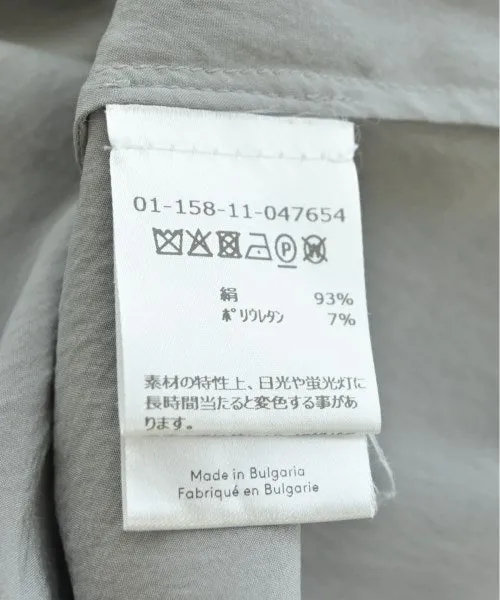 01-158-11-047654
P W
絹 93%
ポリウレタン 7%
素材の特性上、日光や蛍光灯に
長時間当たると変色する事があ
ります。
Made in Bulgaria
Fabriqué en Bulgarie